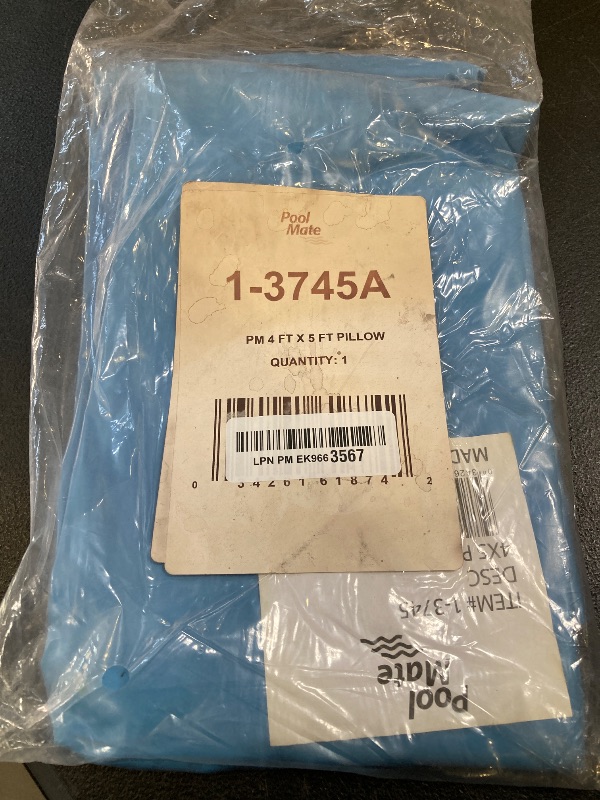 Pool
Mate
1-3745A
PM 4 FT X 5 FT PILLOW
QUANTITY: 1
LPN PM EK966 3567
0 34261 61874 2
Pool
Mate
ITEM# 1-3745
DESC
4X5 P
MAD